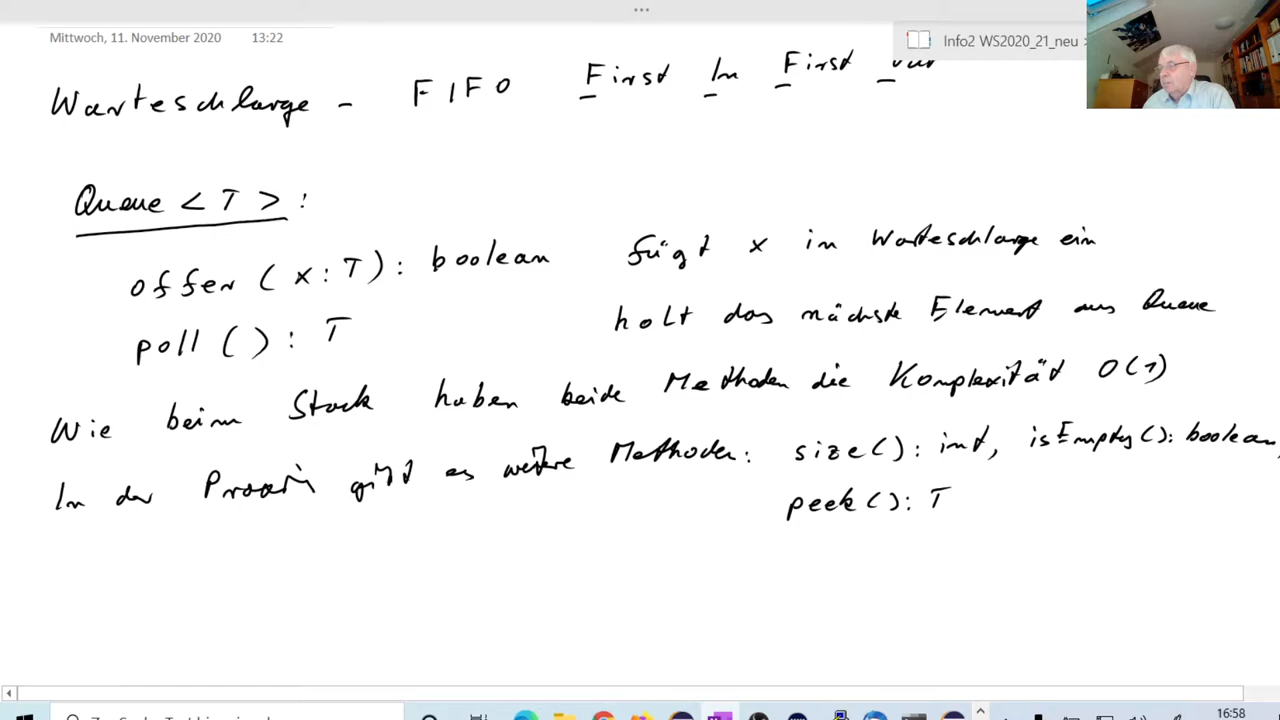 Mittwoch, 11. November 2020 13:22
Info2 WS2020_21_neu >
Warteschlange - FIFO First In First Out
Queue < T > :
offer ( x : T ) : boolean fügt x in Warteschlange ein
poll ( ) : T holt das nächste Element aus Queue
Wie beim Stack haben beide Methoden die Komplexität O(1)
In der Praxis gibt es weitere Methoden: size() : int, isEmpty() : boolean,
peek () : T
16:58